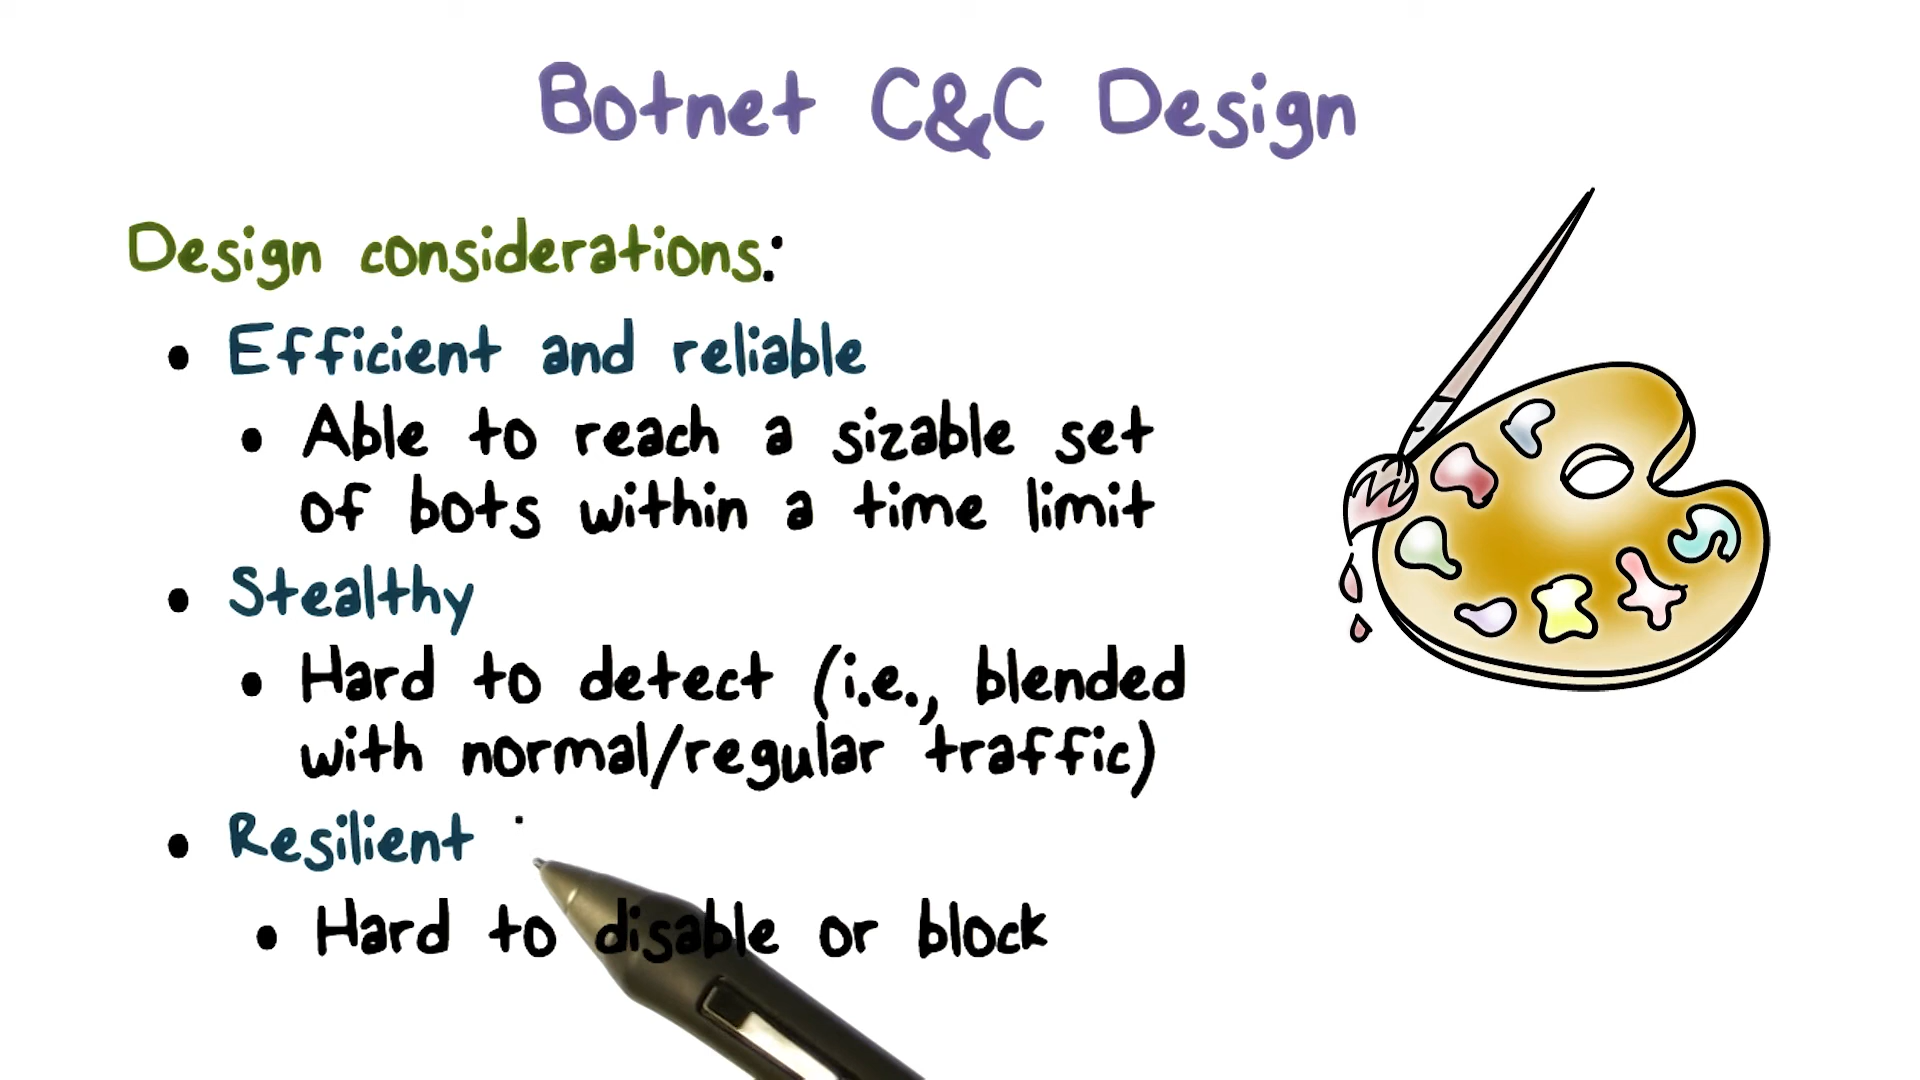 Botnet C&C Design
Design considerations:
• Efficient and reliable
• Able to reach a sizable set
of bots within a time limit
• Stealthy
• Hard to detect (i.e., blended
with normal/regular traffic)
• Resilient
• Hard to disable or block